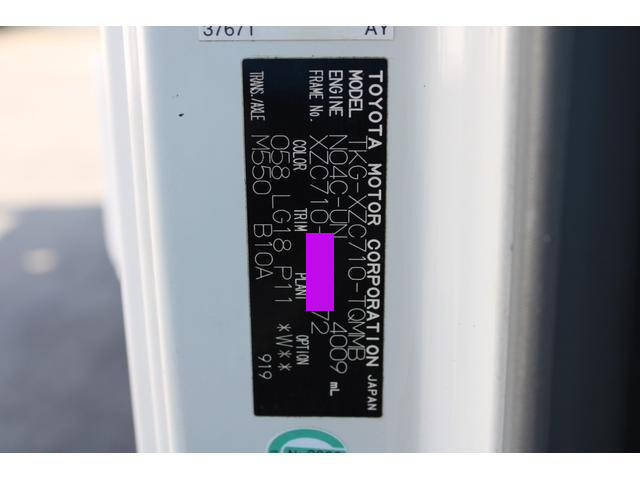 37671 AY
TOYOTA MOTOR CORPORATION JAPAN
MODEL TKG-XZC710-TQMMB
ENGINE N04C-UN 4009 mL
FRAME No. XZC710- 72
COLOR TRIM PLANT OPTION
058 LG18 P11 *W**
TRANS./AXLE M550 B10A 919